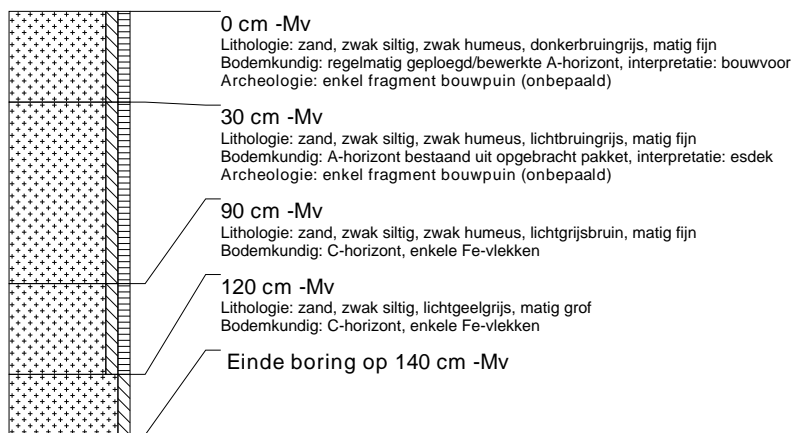 0 cm -Mv
Lithologie: zand, zwak siltig, zwak humeus, donkerbruingrijs, matig fijn
Bodemkundig: regelmatig geploegd/bewerkte A-horizont, interpretatie: bouwvoor
Archeologie: enkel fragment bouwpuin (onbepaald)
30 cm -Mv
Lithologie: zand, zwak siltig, zwak humeus, lichtbruingrijs, matig fijn
Bodemkundig: A-horizont bestaand uit opgebracht pakket, interpretatie: esdek
Archeologie: enkel fragment bouwpuin (onbepaald)
90 cm -Mv
Lithologie: zand, zwak siltig, zwak humeus, lichtgrijsbruin, matig fijn
Bodemkundig: C-horizont, enkele Fe-vlekken
120 cm -Mv
Lithologie: zand, zwak siltig, lichtgeelgrijs, matig grof
Bodemkundig: C-horizont, enkele Fe-vlekken
Einde boring op 140 cm -Mv